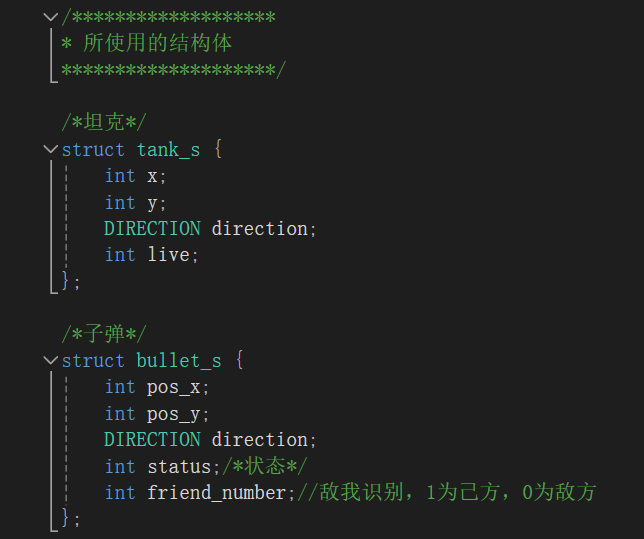 /*******************
* 所使用的结构体
********************/
/*坦克*/
struct tank_s {
int x;
int y;
DIRECTION direction;
int live;
};
/*子弹*/
struct bullet_s {
int pos_x;
int pos_y;
DIRECTION direction;
int status;/*状态*/
int friend_number;//敌我识别，1为己方，0为敌方
};